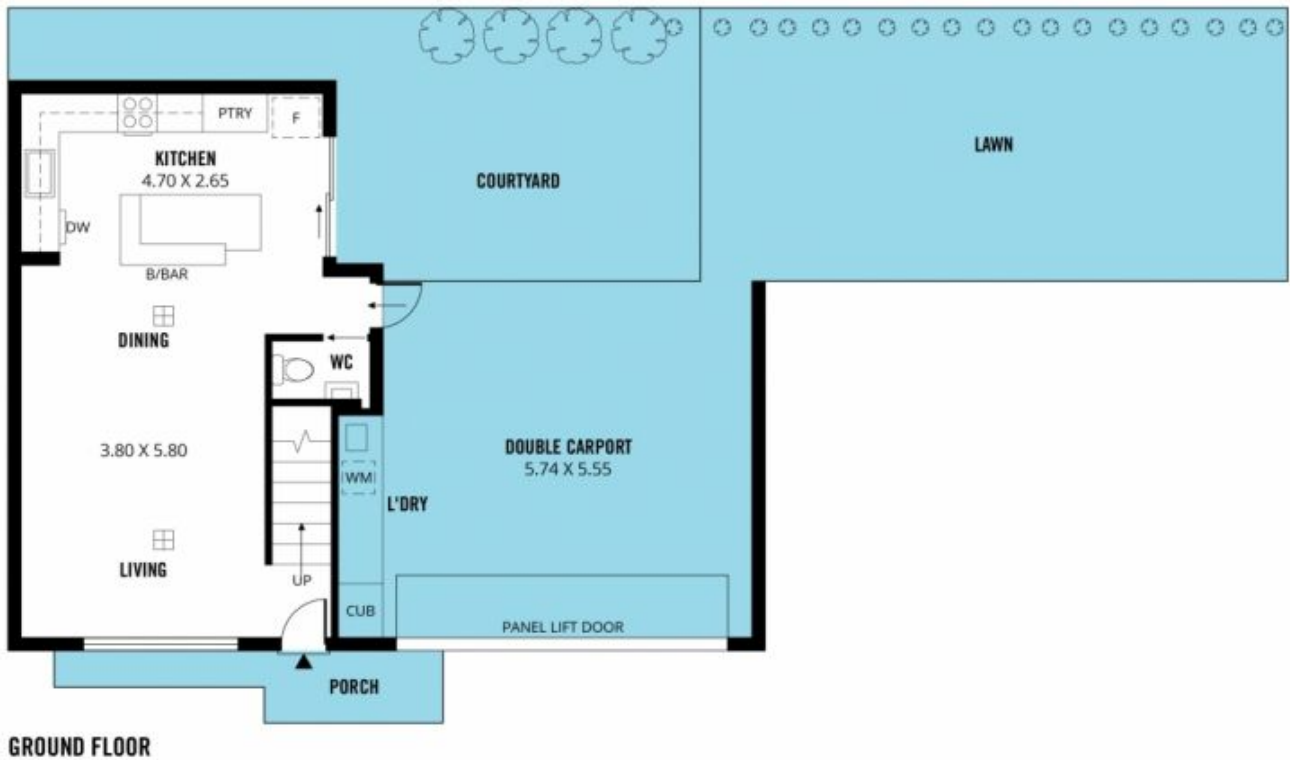 PTRY
F
KITCHEN
4.70 X 2.65
COURTYARD
LAWN
DW
B/BAR
DINING
WC
3.80 X 5.80
DOUBLE CARPORT
5.74 X 5.55
WM
L'DRY
LIVING
UP
CUB
PANEL LIFT DOOR
PORCH
GROUND FLOOR